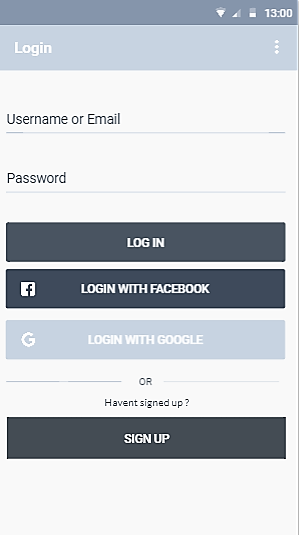 13:00
Login
Username or Email
Password
LOG IN
LOGIN WITH FACEBOOK
LOGIN WITH GOOGLE
OR
Havent signed up ?
SIGN UP